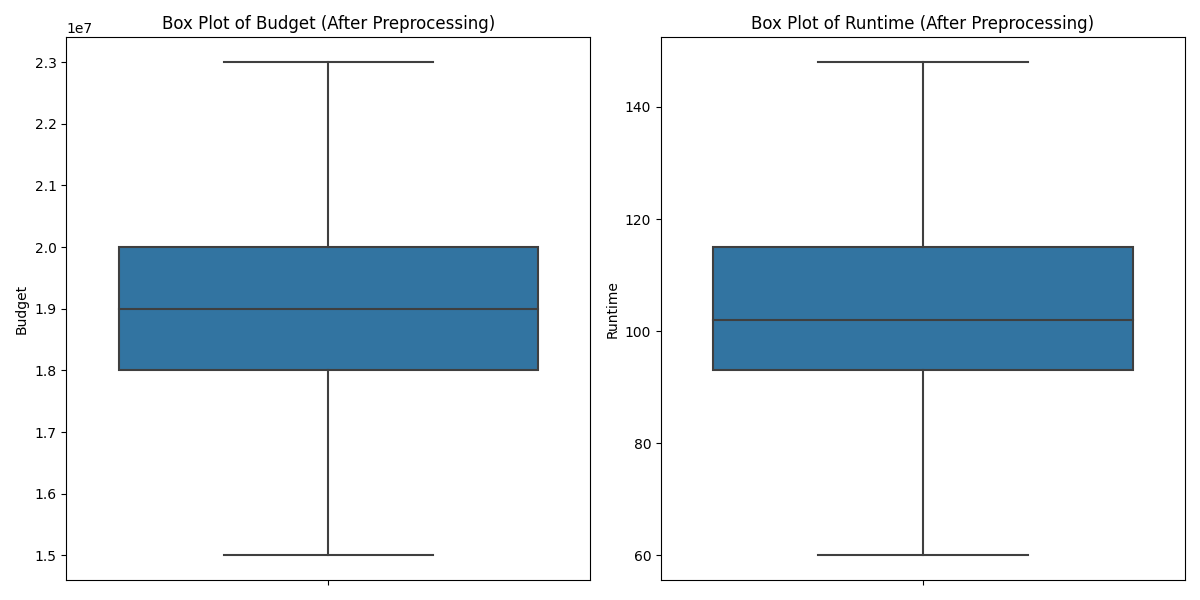 Box Plot of Budget (After Preprocessing)
1e7
2.3
2.2
2.1
2.0
1.9
1.8
1.7
1.6
1.5
Budget
Box Plot of Runtime (After Preprocessing)
140
120
100
80
60
Runtime